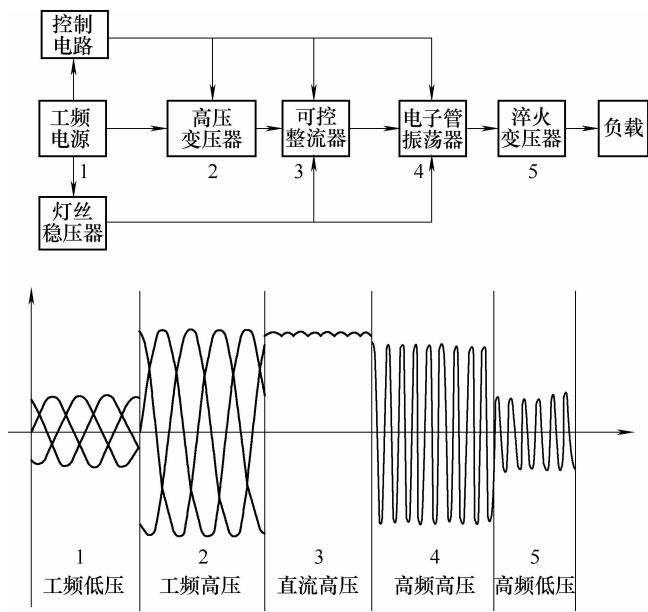 控制
电路
工频
电源
1
高压
变压器
2
可控
整流器
3
电子管
振荡器
4
淬火
变压器
5
负载
灯丝
稳压器
1
工频低压
2
工频高压
3
直流高压
4
高频高压
5
高频低压